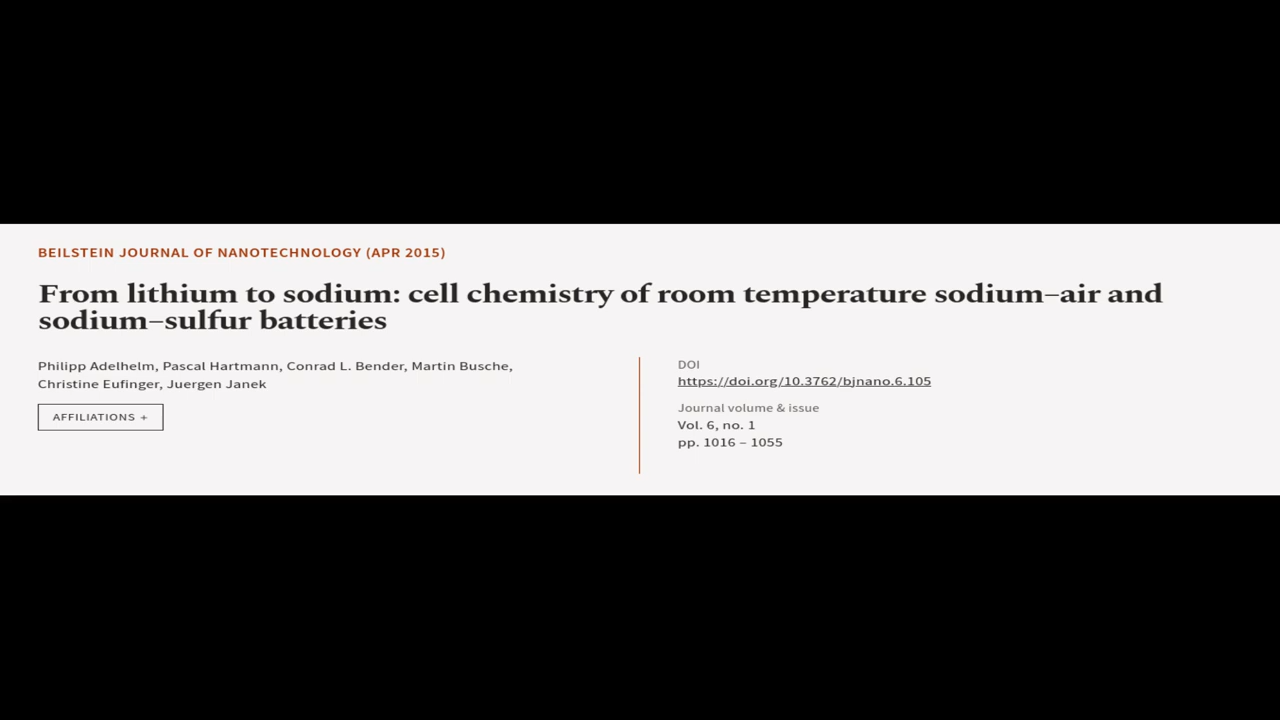 BEILSTEIN JOURNAL OF NANOTECHNOLOGY (APR 2015)
From lithium to sodium: cell chemistry of room temperature sodium–air and
sodium–sulfur batteries
Philipp Adelhelm, Pascal Hartmann, Conrad L. Bender, Martin Busche,
Christine Eufinger, Juergen Janek
AFFILIATIONS +
DOI
https://doi.org/10.3762/bjnano.6.105
Journal volume & issue
Vol. 6, no. 1
pp. 1016 – 1055